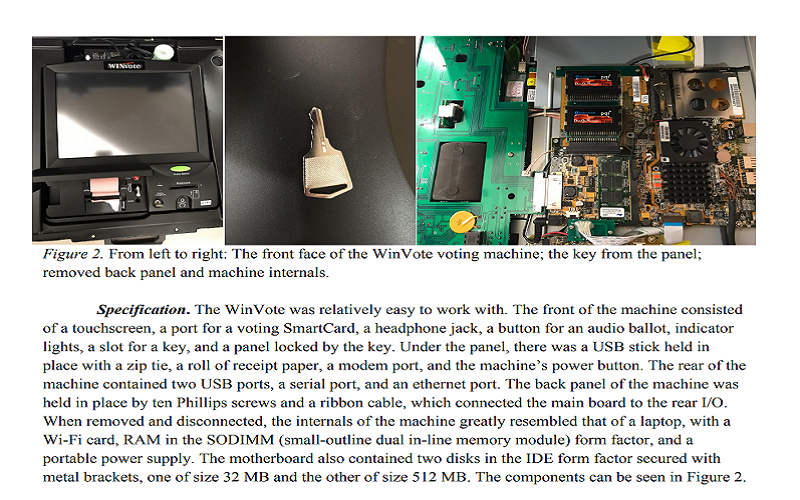 WINvote
Figure 2. From left to right: The front face of the WinVote voting machine; the key from the panel;
removed back panel and machine internals.
Specification. The WinVote was relatively easy to work with. The front of the machine consisted
of a touchscreen, a port for a voting SmartCard, a headphone jack, a button for an audio ballot, indicator
lights, a slot for a key, and a panel locked by the key. Under the panel, there was a USB stick held in
place with a zip tie, a roll of receipt paper, a modem port, and the machine's power button. The rear of the
machine contained two USB ports, a serial port, and an ethernet port. The back panel of the machine was
held in place by ten Phillips screws and a ribbon cable, which connected the main board to the rear I/O.
When removed and disconnected, the internals of the machine greatly resembled that of a laptop, with a
Wi-Fi card, RAM in the SODIMM (small-outline dual in-line memory module) form factor, and a
portable power supply. The motherboard also contained two disks in the IDE form factor secured with
metal brackets, one of size 32 MB and the other of size 512 MB. The components can be seen in Figure 2.